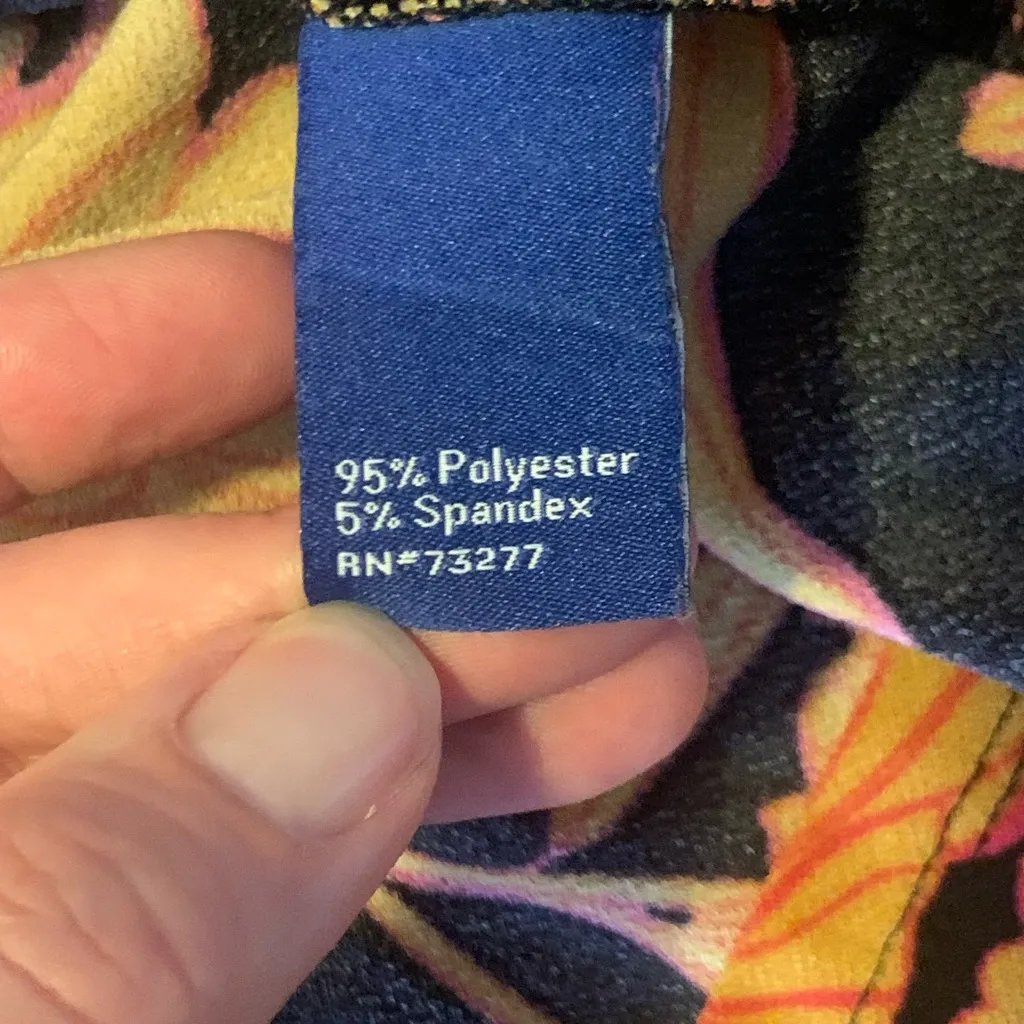 95% Polyester
5% Spandex
RN#73277